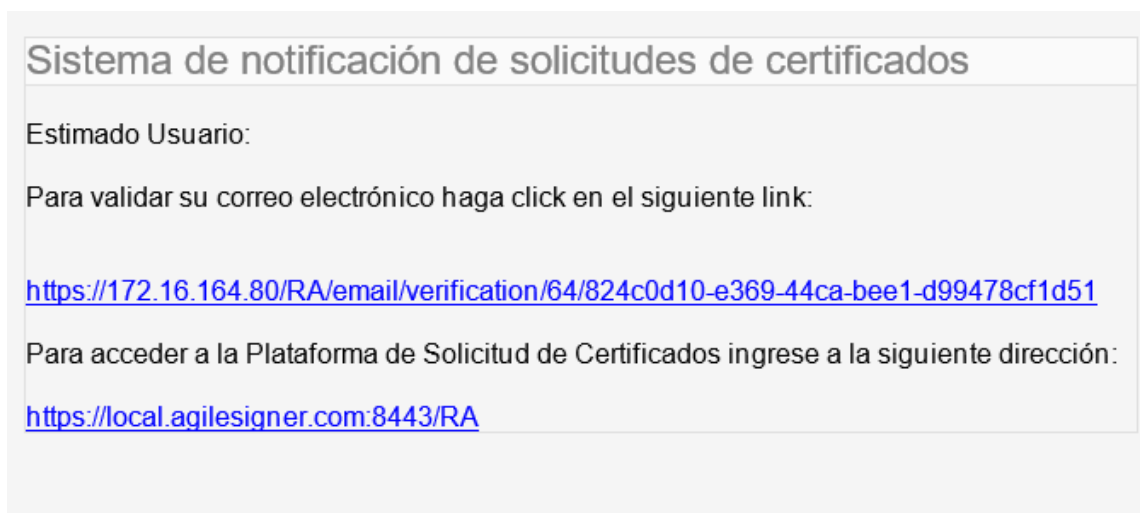 Sistema de notificación de solicitudes de certificados
Estimado Usuario:
Para validar su correo electrónico haga click en el siguiente link:
https://172.16.164.80/RA/email/verification/64/824c0d10-e369-44ca-bee1-d99478cf1d51
Para acceder a la Plataforma de Solicitud de Certificados ingrese a la siguiente dirección:
https://local.agilesigner.com:8443/RA